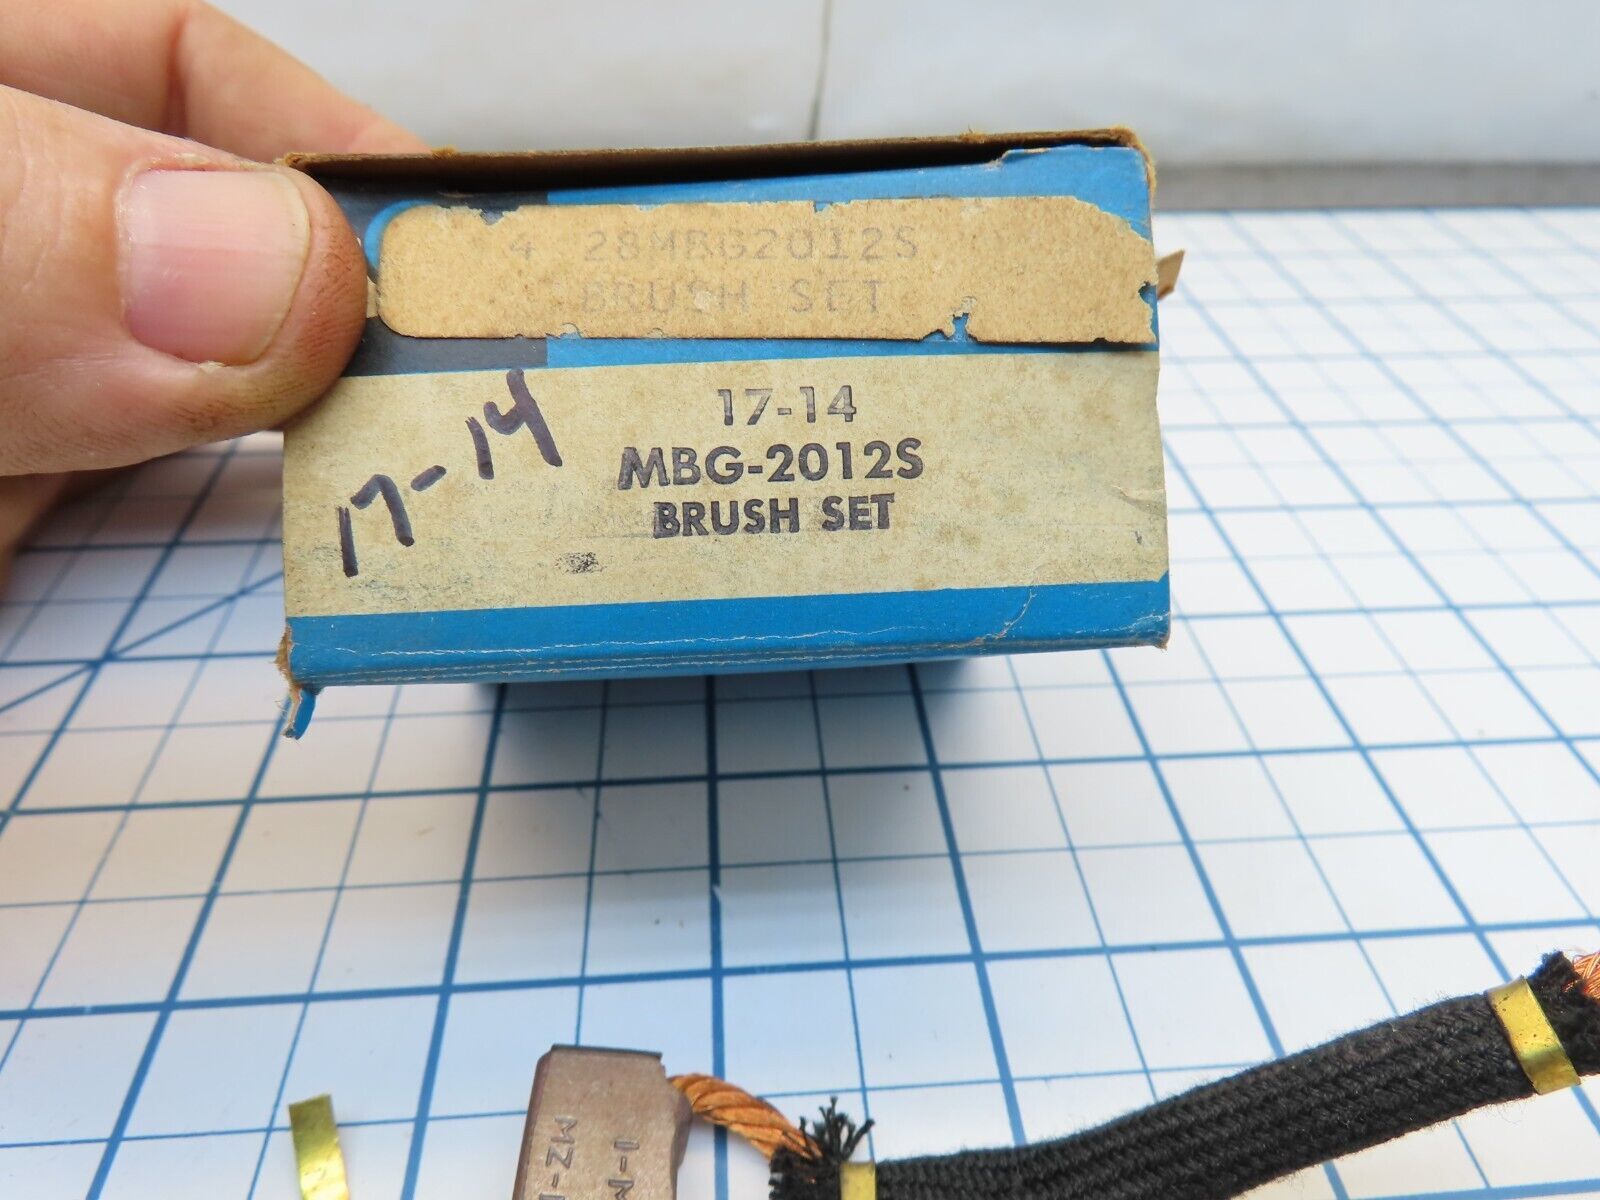 4 28MBG2012S
BRUSH SET
17-14
17-14
MBG-2012S
BRUSH SET